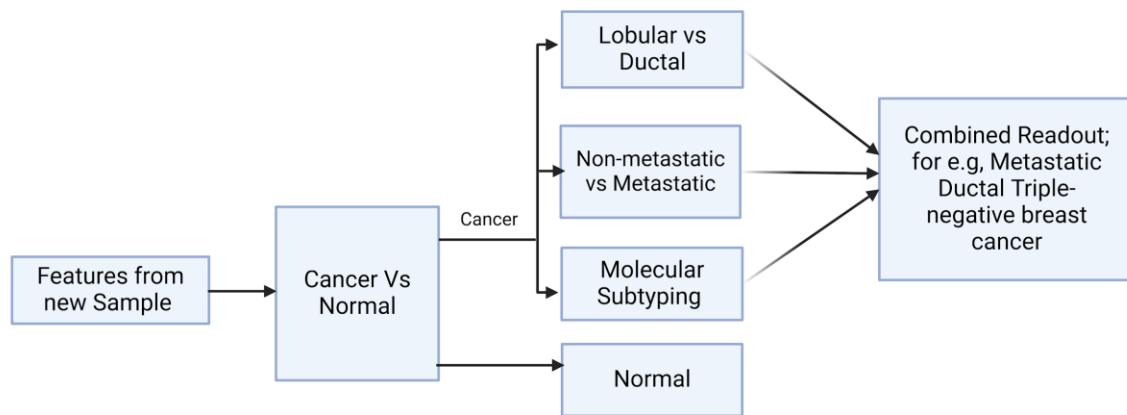 Features from
new Sample
Cancer Vs
Normal
Cancer
Lobular vs
Ductal
Non-metastatic
vs Metastatic
Molecular
Subtyping
Normal
Combined Readout;
for e.g, Metastatic
Ductal Triple-
negative breast
cancer